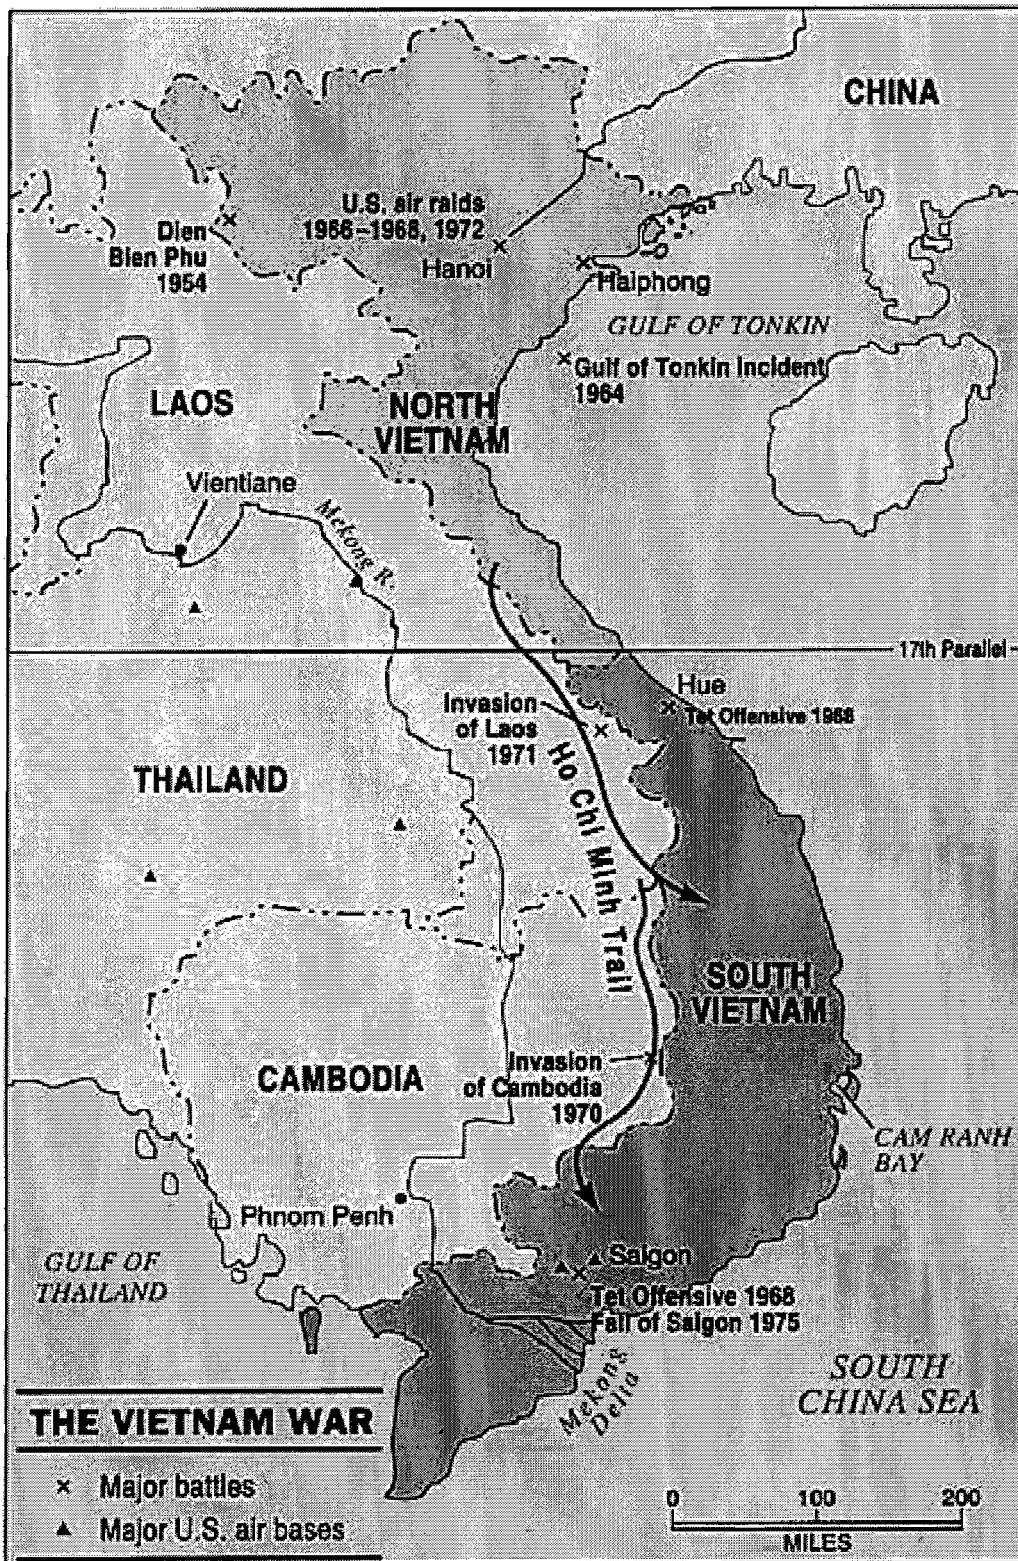 CHINA
U.S. air raids
1966–1968, 1972
Hanoi
Dien
Bien Phu
1954
Haiphong
GULF OF TONKIN
Gulf of Tonkin Incident
1964
LAOS
NORTH
VIETNAM
Vientiane
Mekong R.
17th Parallel
Hue
Tet Offensive 1968
Invasion
of Laos
1971
Ho Chi Minh Trail
THAILAND
SOUTH
VIETNAM
Invasion
of Cambodia
1970
CAMBODIA
CAM RANH
BAY
Phnom Penh
GULF OF
THAILAND
Saigon
Tet Offensive 1968
Fall of Saigon 1975
Mekong
Delta
SOUTH
CHINA SEA
THE VIETNAM WAR
× Major battles
▲ Major U.S. air bases
0 100 200
MILES